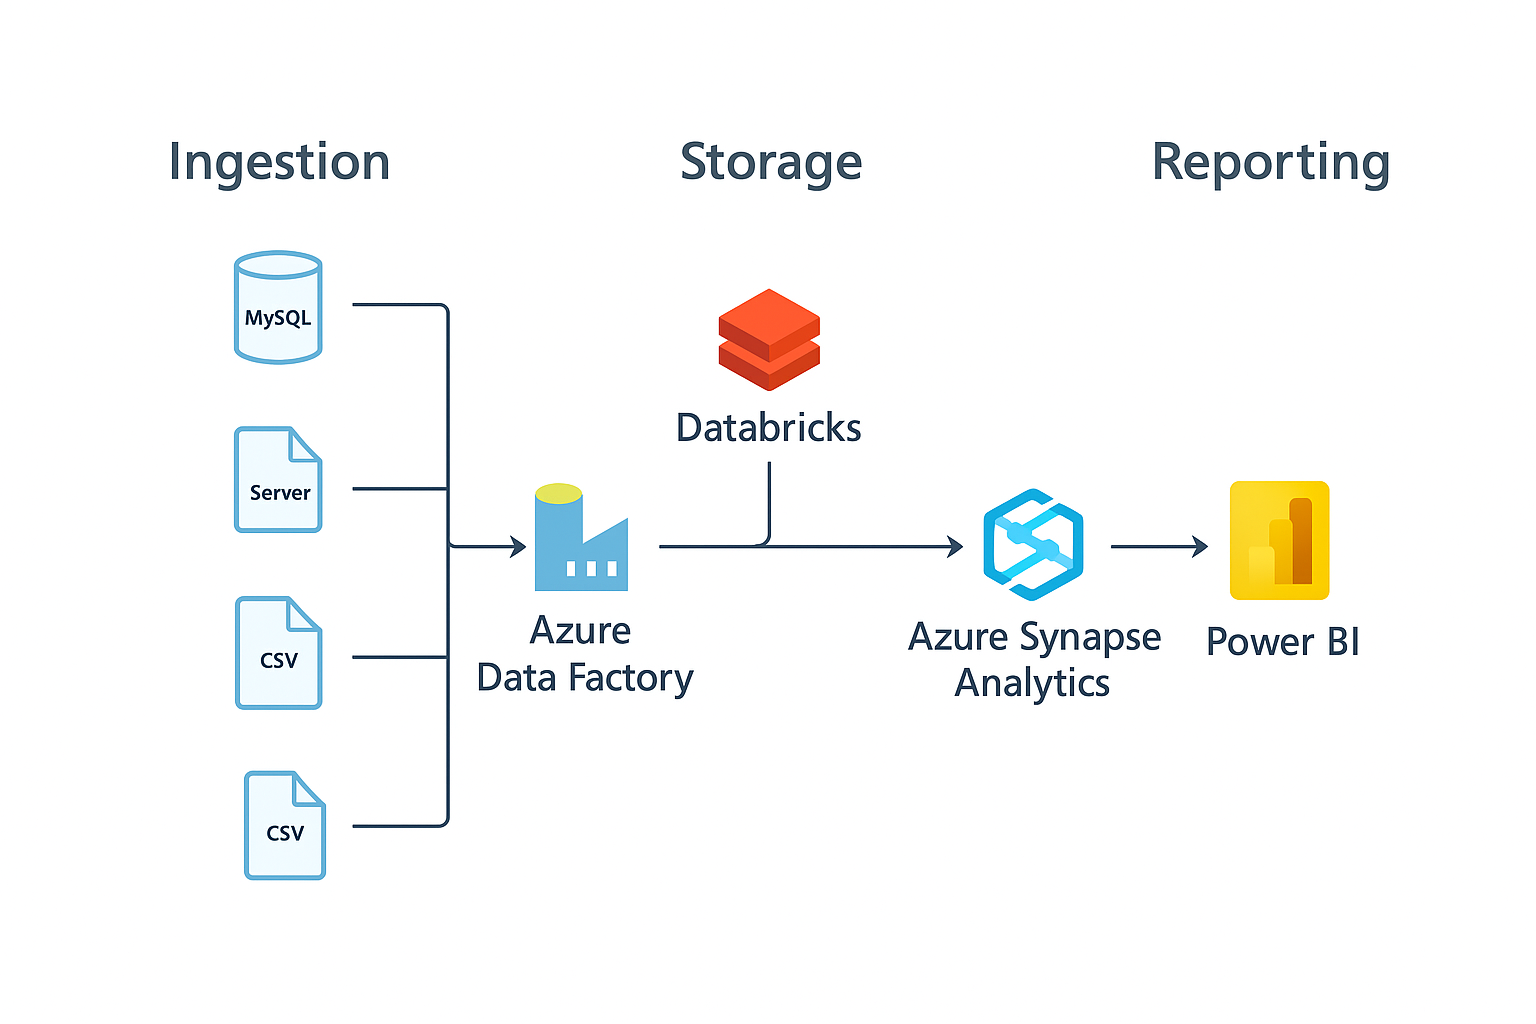 Ingestion
Storage
Reporting
MySQL
Server
CSV
CSV
Azure
Data Factory
Databricks
Azure Synapse
Analytics
Power BI